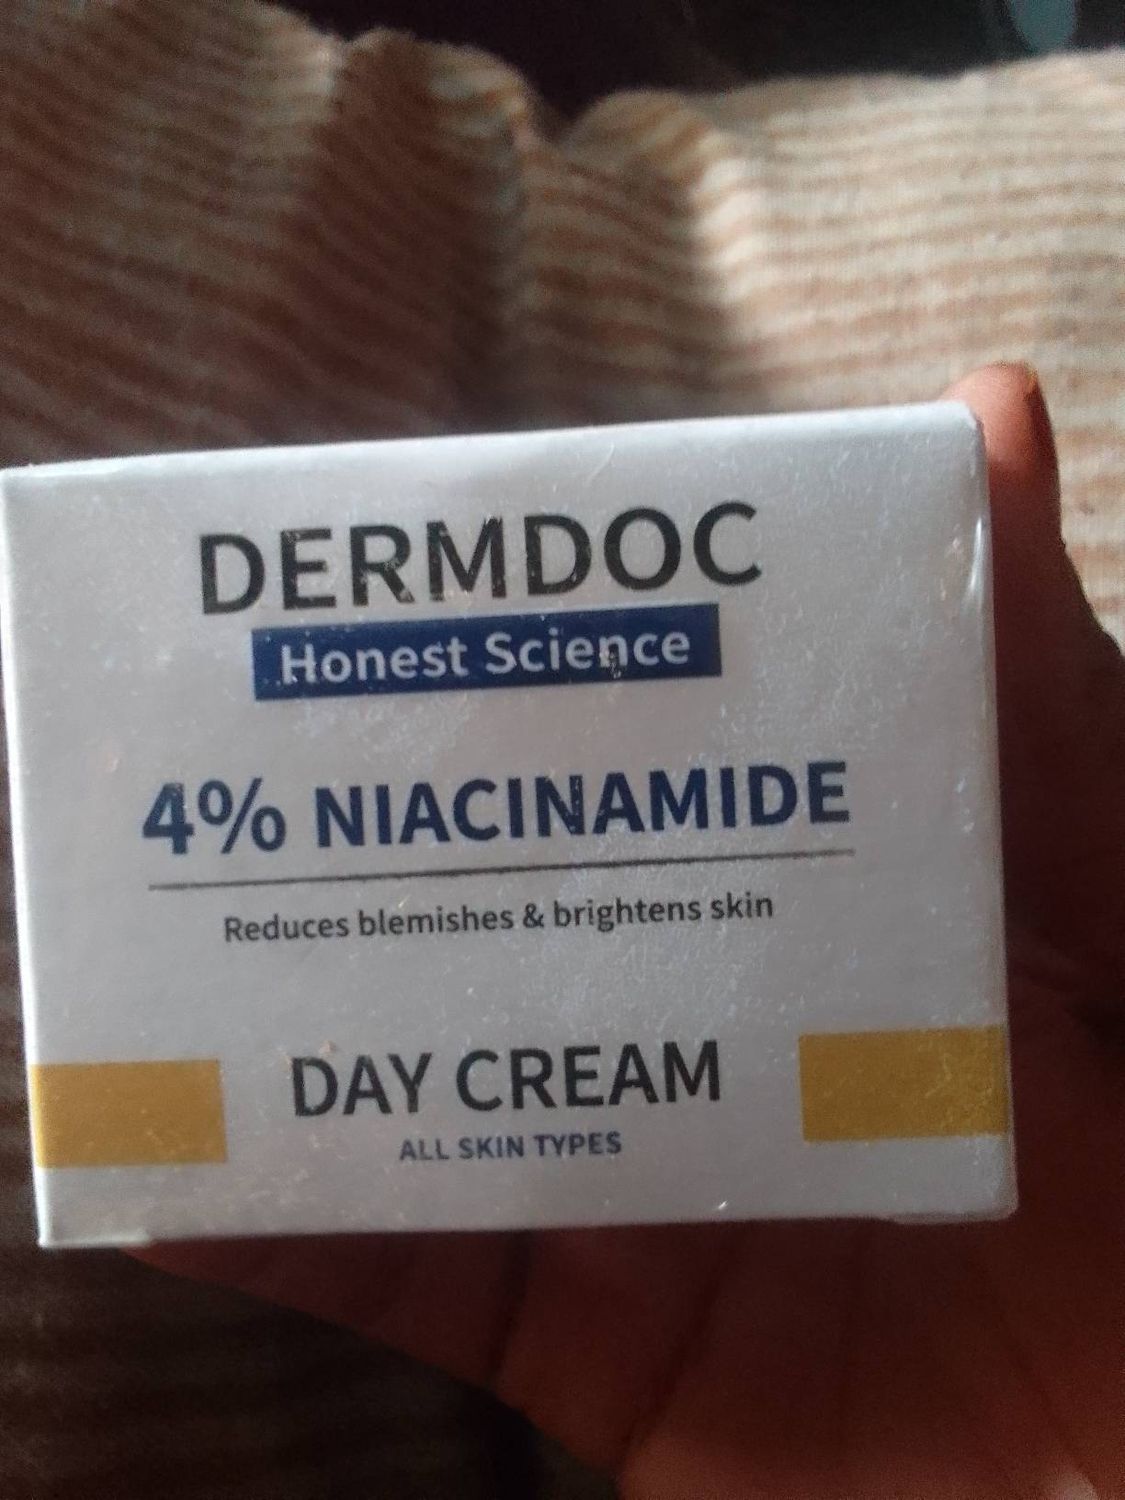 DERMDOC
Honest Science
4% NIACINAMIDE
Reduces blemishes & brightens skin
DAY CREAM
ALL SKIN TYPES